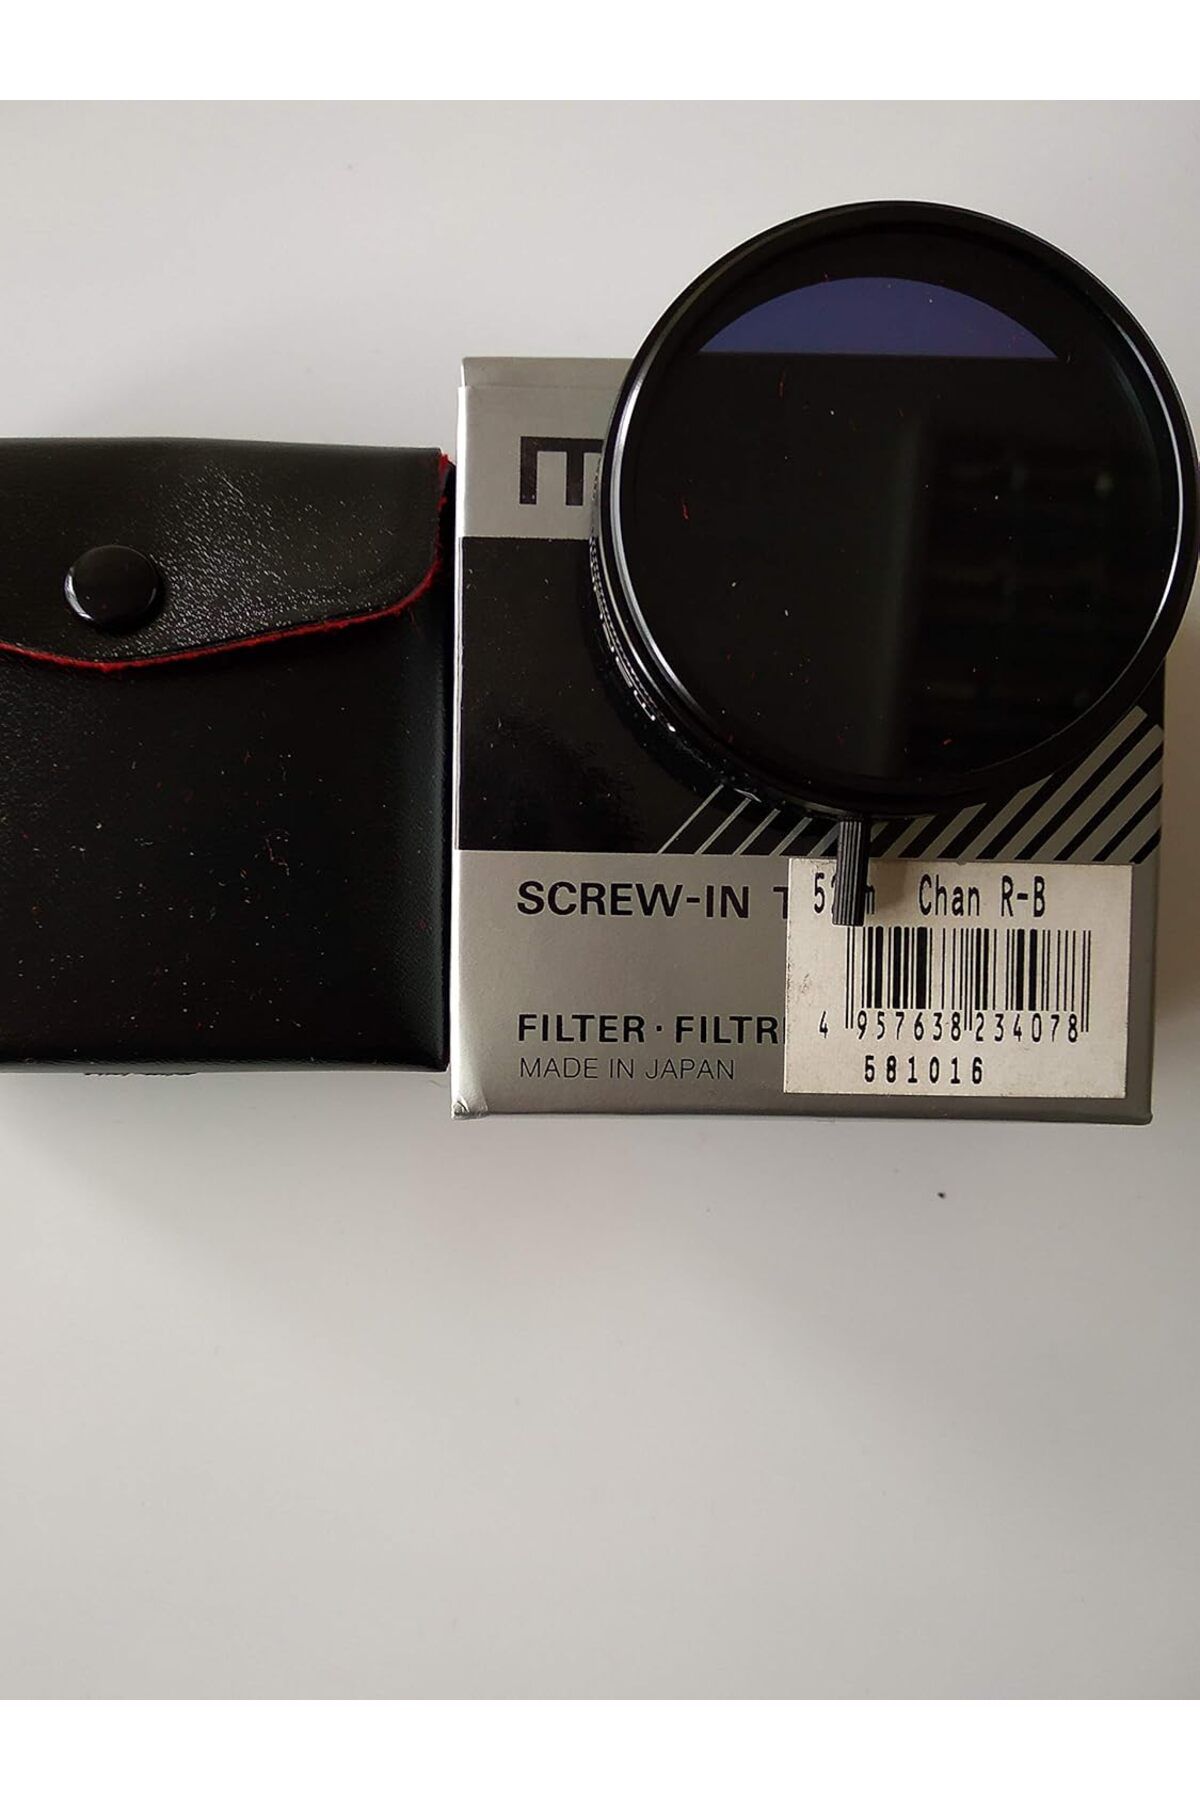 SCREW-IN
Chan R-B
4 957638 234078
581016
FILTER · FILTR
MADE IN JAPAN